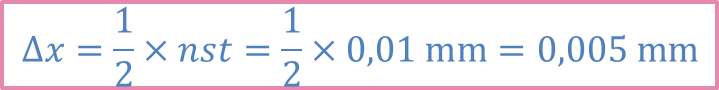 Δx = 1/2 × nst = 1/2 × 0,01 mm = 0,005 mm